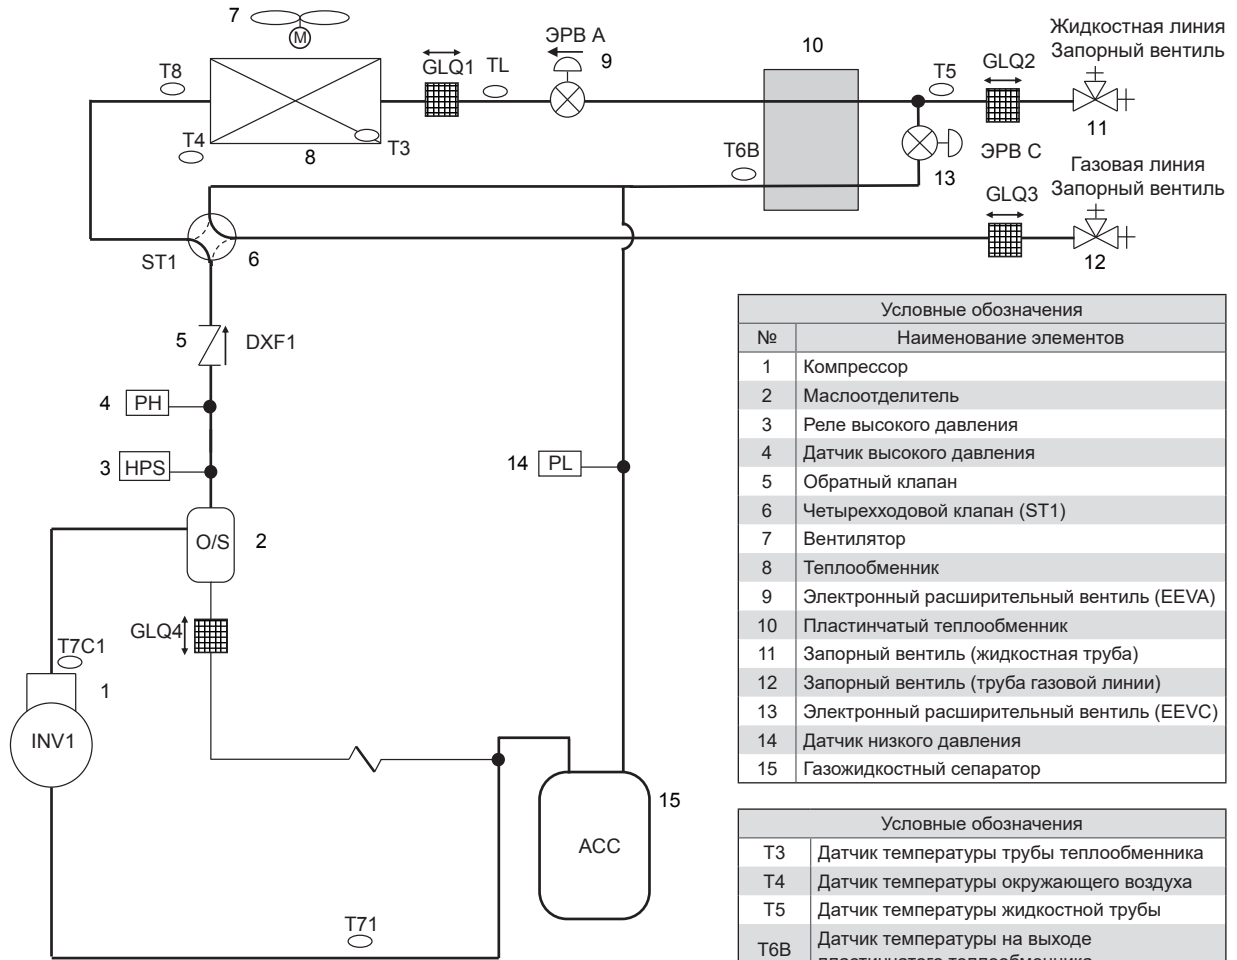 7
M
ЭРВ А
9
10
Жидкостная линия
Запорный вентиль
T8
GLQ1
TL
T5
GLQ2
11
T4
T3
8
T6B
13
ЭРВ С
Газовая линия
Запорный вентиль
GLQ3
12
ST1
6
5
DXF1
4
PH
3
HPS
14
PL
O/S
2
GLQ4
T7C1
1
INV1
15
ACC
T71
Условные обозначения
№ Наименование элементов
1 Компрессор
2 Маслоотделитель
3 Реле высокого давления
4 Датчик высокого давления
5 Обратный клапан
6 Четырехходовой клапан (ST1)
7 Вентилятор
8 Теплообменник
9 Электронный расширительный вентиль (EEVA)
10 Пластинчатый теплообменник
11 Запорный вентиль (жидкостная труба)
12 Запорный вентиль (труба газовой линии)
13 Электронный расширительный вентиль (EEVC)
14 Датчик низкого давления
15 Газожидкостный сепаратор
Условные обозначения
T3 Датчик температуры трубы теплообменника
T4 Датчик температуры окружающего воздуха
T5 Датчик температуры жидкостной трубы
T6B Датчик температуры на выходе